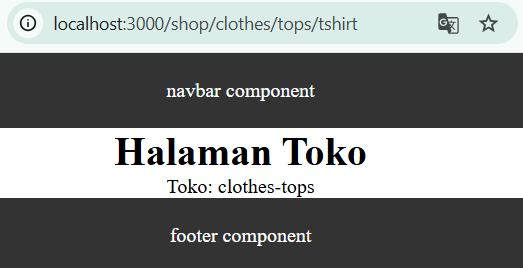 localhost:3000/shop/clothes/tops/tshirt
navbar component
Halaman Toko
Toko: clothes-tops
footer component